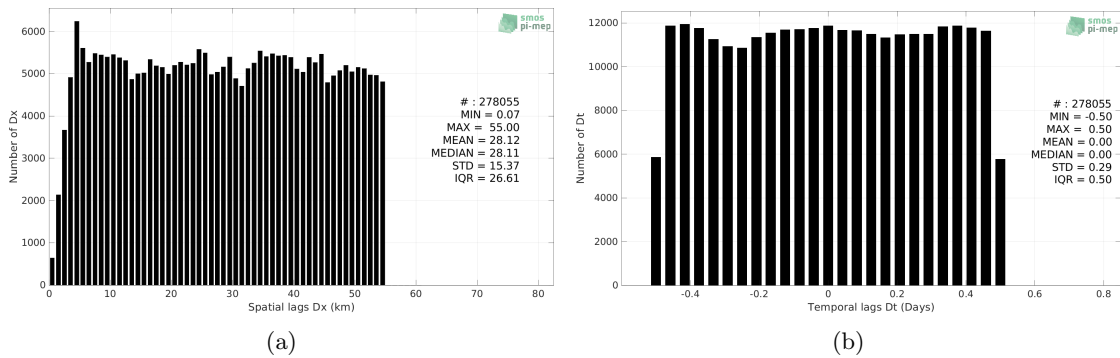 smos
pi-mep
6000
5000
4000
3000
2000
1000
0
Number of Dx
# : 278055
MIN = 0.07
MAX = 55.00
MEAN = 28.12
MEDIAN = 28.11
STD = 15.37
IQR = 26.61
0 10 20 30 40 50 60 70 80
Spatial lags Dx (km)
(a)
smos
pi-mep
12000
10000
8000
6000
4000
2000
0
Number of Dt
# : 278055
MIN = -0.50
MAX = 0.50
MEAN = 0.00
MEDIAN = 0.00
STD = 0.29
IQR = 0.50
-0.4 -0.2 0 0.2 0.4 0.6 0.8
Temporal lags Dt (Days)
(b)